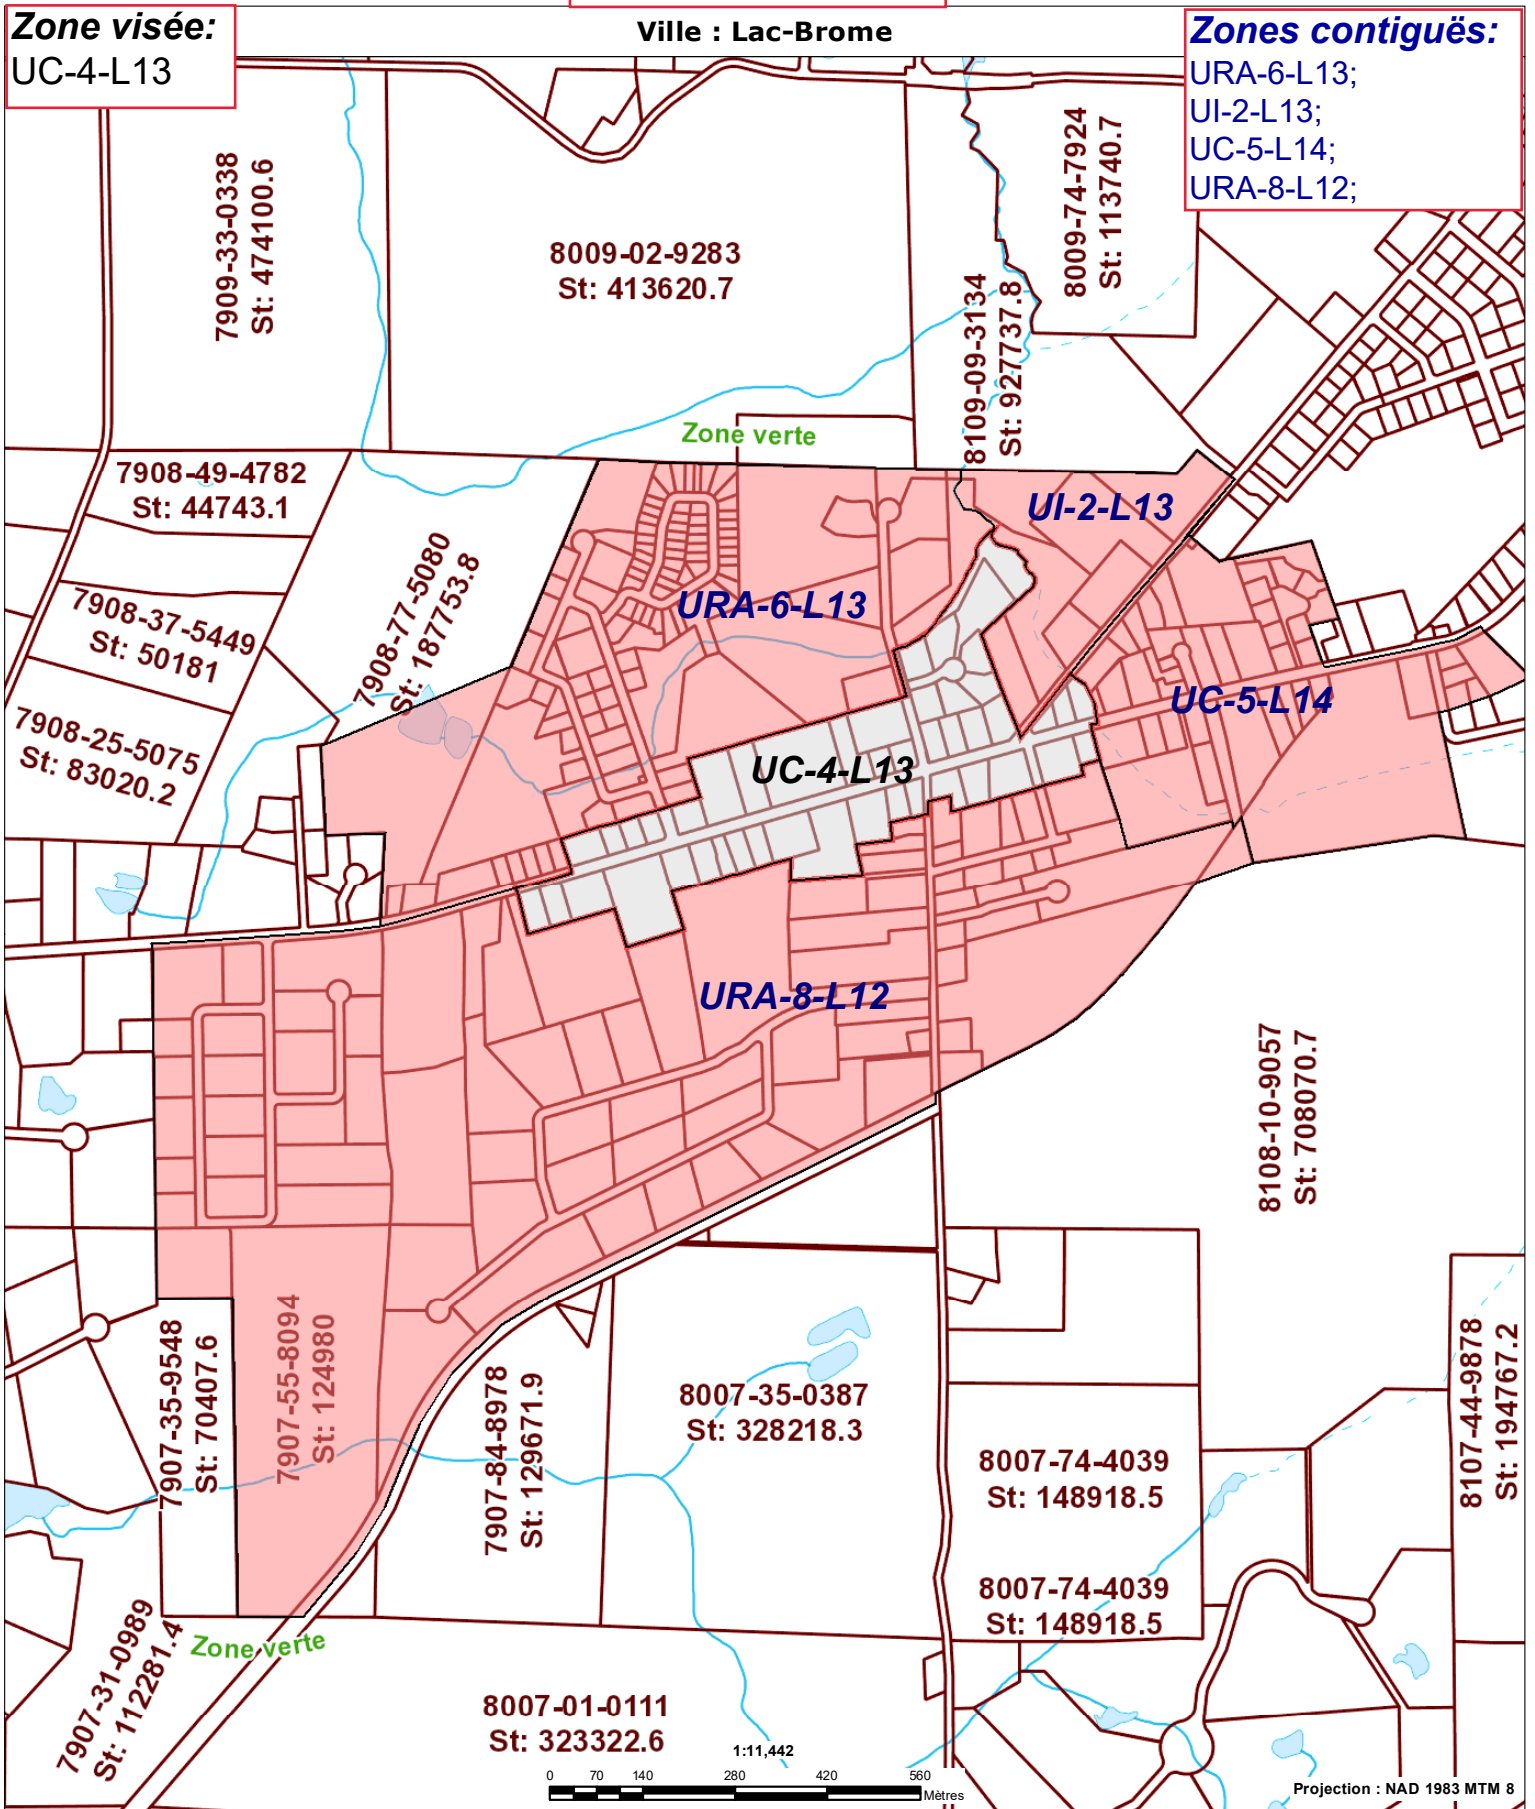 Zone visée:
UC-4-L13
Ville : Lac-Brome
Zones contiguës:
URA-6-L13;
UI-2-L13;
UC-5-L14;
URA-8-L12;
7909-33-0338
St: 474100.6
8009-02-9283
St: 413620.7
8009-74-7924
St: 113740.7
8109-09-3134
St: 927737.8
Zone verte
7908-49-4782
St: 44743.1
7908-77-5080
St: 187753.8
UI-2-L13
7908-37-5449
St: 50181
URA-6-L13
7908-25-5075
St: 83020.2
UC-5-L14
UC-4-L13
URA-8-L12
8108-10-9057
St: 708070.7
7907-35-9548
St: 70407.6
7907-55-8094
St: 124980
7907-84-8978
St: 129671.9
8007-35-0387
St: 328218.3
8107-44-9878
St: 194767.2
8007-74-4039
St: 148918.5
8007-74-4039
St: 148918.5
7907-31-0989
St: 112281.4
Zone verte
8007-01-0111
St: 323322.6
1:11,442
0 70 140 280 420 560
Mètres
Projection : NAD 1983 MTM 8